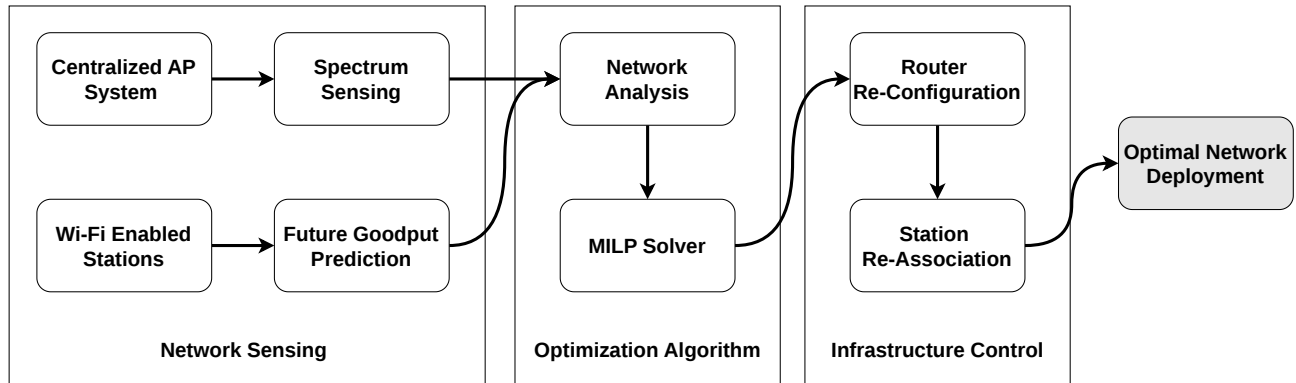 Centralized AP
System
Spectrum
Sensing
Wi-Fi Enabled
Stations
Future Goodput
Prediction
Network Sensing
Network
Analysis
MILP Solver
Optimization Algorithm
Router
Re-Configuration
Station
Re-Association
Infrastructure Control
Optimal Network
Deployment